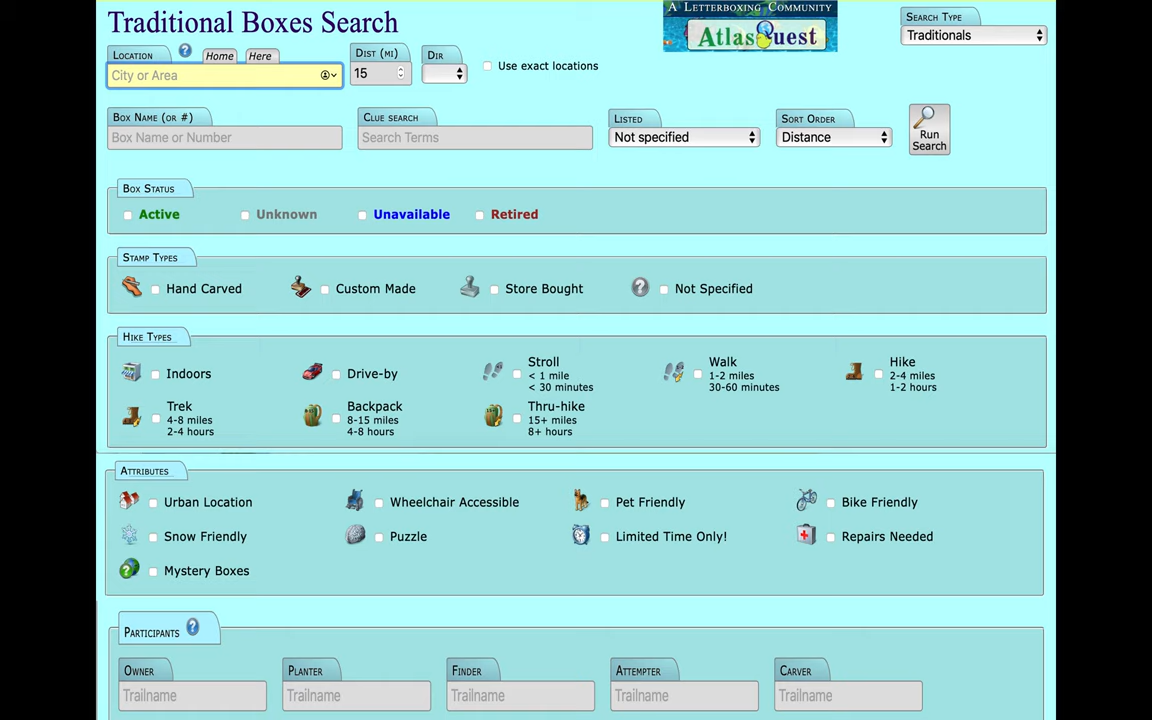 Traditional Boxes Search
A Letterboxing Community
AtlasQuest
Search Type
Traditionals
Location
Home
Here
City or Area
Dist (mi)
15
Dir
Use exact locations
Box Name (or #)
Box Name or Number
Clue search
Search Terms
Listed
Not specified
Sort Order
Distance
Run
Search
Box Status
Active
Unknown
Unavailable
Retired
Stamp Types
Hand Carved
Custom Made
Store Bought
Not Specified
Hike Types
Indoors
Drive-by
Stroll
< 1 mile
< 30 minutes
Walk
1-2 miles
30-60 minutes
Hike
2-4 miles
1-2 hours
Trek
4-8 miles
2-4 hours
Backpack
8-15 miles
4-8 hours
Thru-hike
15+ miles
8+ hours
Attributes
Urban Location
Wheelchair Accessible
Pet Friendly
Bike Friendly
Snow Friendly
Puzzle
Limited Time Only!
Repairs Needed
Mystery Boxes
Participants
Owner
Planter
Finder
Attempter
Carver
Trailname
Trailname
Trailname
Trailname
Trailname